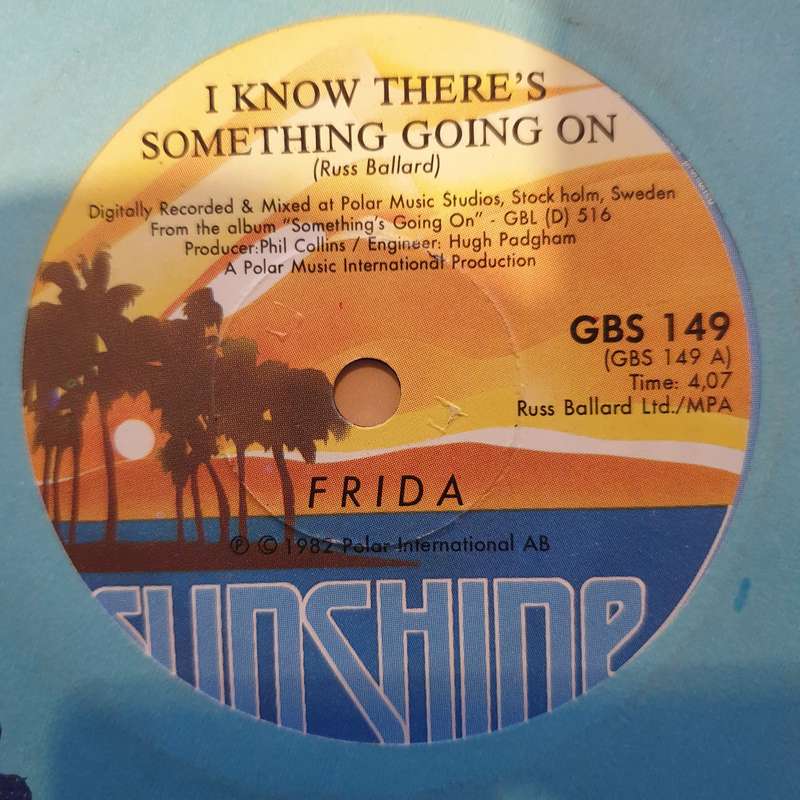 I KNOW THERE'S
SOMETHING GOING ON
(Russ Ballard)
Digitally Recorded & Mixed at Polar Music Studios, Stock holm, Sweden
From the album "Something's Going On" - GBL (D) 516
Producer:Phil Collins / Engineer: Hugh Padgham
A Polar Music International Production
GBS 149
(GBS 149 A)
Time: 4,07
Russ Ballard Ltd./MPA
FRIDA
℗ © 1982 Polar International AB
SUNSHINE